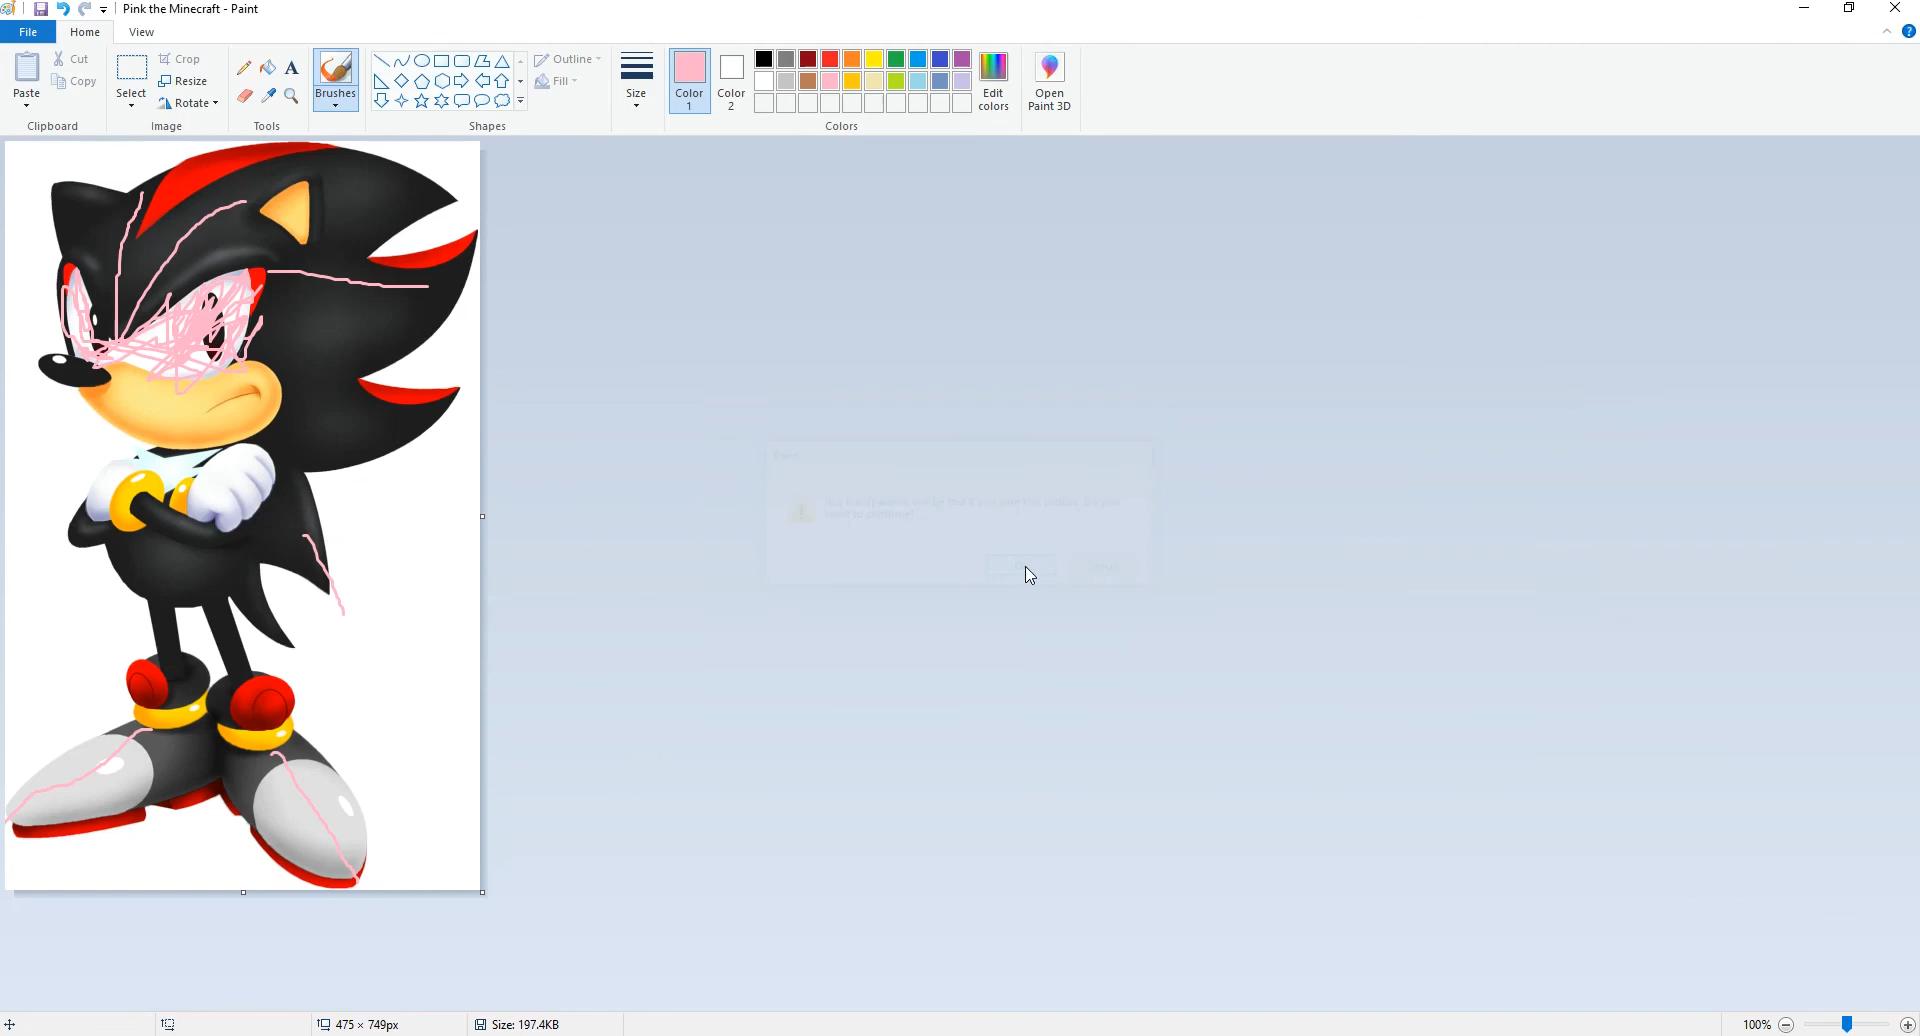 Pink the Minecraft - Paint
File
Home
View
Paste
Cut
Copy
Clipboard
Select
Crop
Resize
Rotate
Image
A
Tools
Brushes
Shapes
Outline
Fill
Size
Color
1
Color
2
Edit
colors
Colors
Open
Paint 3D
475 × 749px
Size: 197.4KB
100%